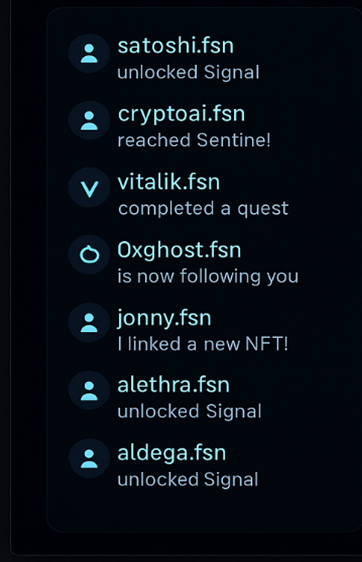 satoshi.fsn
unlocked Signal
cryptoai.fsn
reached Sentine!
vitalik.fsn
completed a quest
0xghost.fsn
is now following you
jonny.fsn
I linked a new NFT!
alethra.fsn
unlocked Signal
aldega.fsn
unlocked Signal